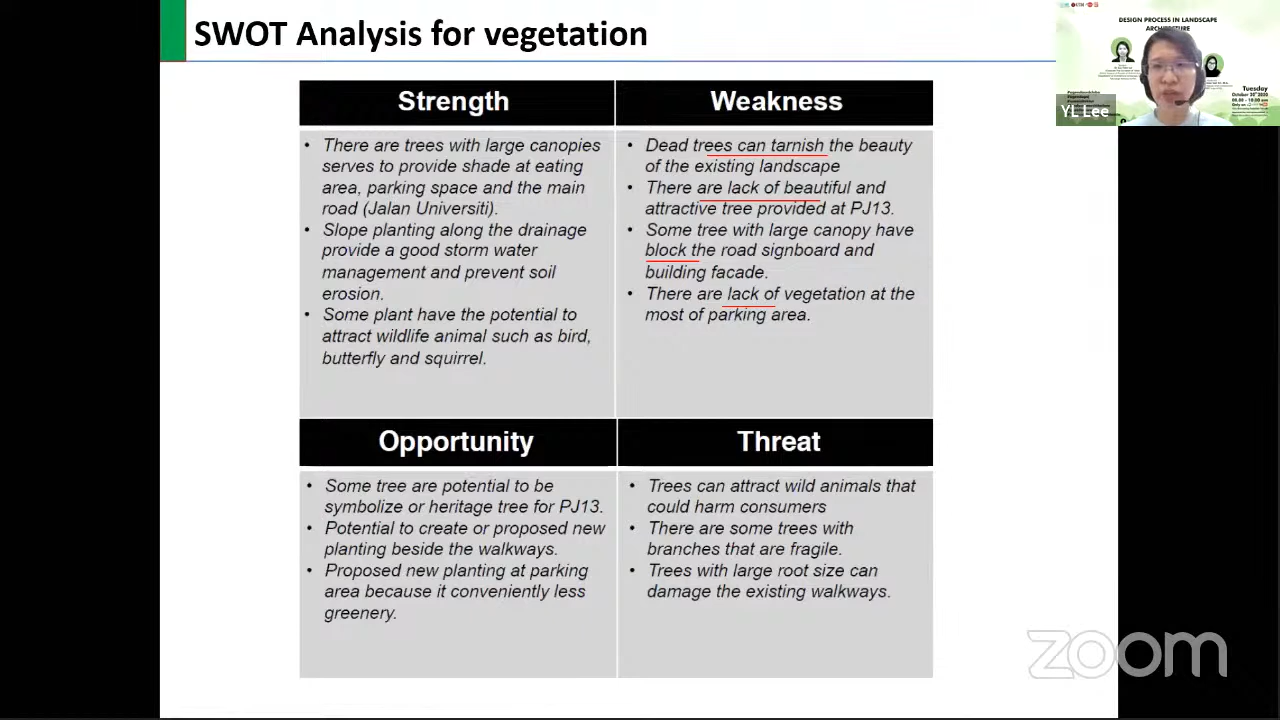 SWOT Analysis for vegetation
DESIGN PROCESS IN LANDSCAPE
ARCHITECTURE
Tuesday
October 20th 2020
YL Lee
Strength
Weakness
• There are trees with large canopies
serves to provide shade at eating
area, parking space and the main
road (Jalan Universiti).
• Slope planting along the drainage
provide a good storm water
management and prevent soil
erosion.
• Some plant have the potential to
attract wildlife animal such as bird,
butterfly and squirrel.
• Dead trees can tarnish the beauty
of the existing landscape
• There are lack of beautiful and
attractive tree provided at PJ13.
• Some tree with large canopy have
block the road signboard and
building facade.
• There are lack of vegetation at the
most of parking area.
Opportunity
Threat
• Some tree are potential to be
symbolize or heritage tree for PJ13.
• Potential to create or proposed new
planting beside the walkways.
• Proposed new planting at parking
area because it conveniently less
greenery.
• Trees can attract wild animals that
could harm consumers
• There are some trees with
branches that are fragile.
• Trees with large root size can
damage the existing walkways.
zoom